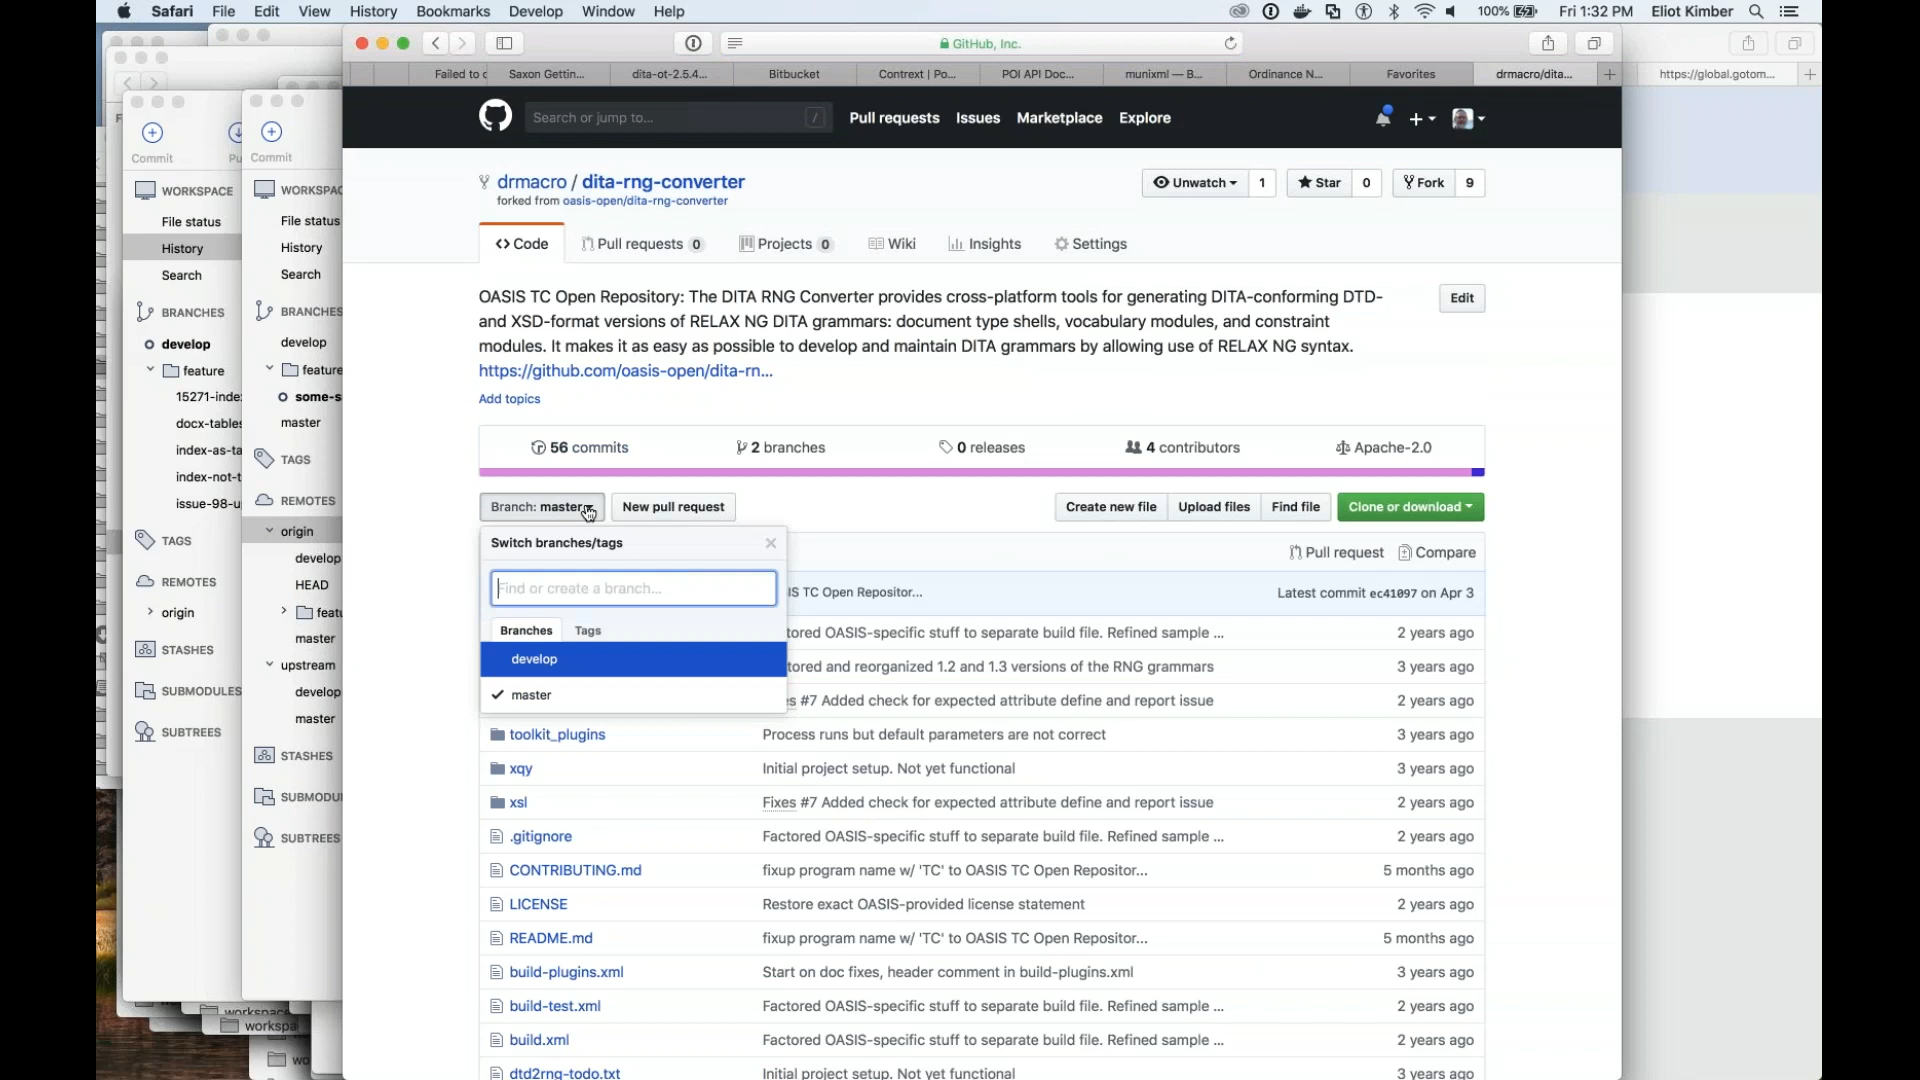 Safari File Edit View History Bookmarks Develop Window Help 100% Fri 1:32 PM Eliot Kimber
GitHub, Inc.
Failed to c Saxon Gettin... dita-ot-2.5.4... Bitbucket Contrext | Po... POI API Doc... munixml — B... Ordinance N... Favorites drmacro/dita... https://global.gotom...
Search or jump to... / Pull requests Issues Marketplace Explore
Commit Pu Commit
WORKSPACE
File status
History
Search
BRANCHES
develop
feature
15271-inde
docx-table
index-as-ta
index-not-t
issue-98-u
TAGS
REMOTES
origin
STASHES
SUBMODULES
SUBTREES
WORKSPAC
File status
History
Search
BRANCHES
develop
feature
some-s
master
TAGS
REMOTES
origin
develop
HEAD
featu
master
upstream
develop
master
STASHES
SUBMODU
SUBTREES
workspace
workspa
wo
drmacro / dita-rng-converter
forked from oasis-open/dita-rng-converter
Unwatch 1 Star 0 Fork 9
Code Pull requests 0 Projects 0 Wiki Insights Settings
OASIS TC Open Repository: The DITA RNG Converter provides cross-platform tools for generating DITA-conforming DTD-
and XSD-format versions of RELAX NG DITA grammars: document type shells, vocabulary modules, and constraint
modules. It makes it as easy as possible to develop and maintain DITA grammars by allowing use of RELAX NG syntax.
https://github.com/oasis-open/dita-rn...
Edit
Add topics
56 commits 2 branches 0 releases 4 contributors Apache-2.0
Branch: master New pull request Create new file Upload files Find file Clone or download
Switch branches/tags
Find or create a branch...
Branches Tags
develop
master
Pull request Compare
IS TC Open Repositor... Latest commit ec41097 on Apr 3
tored OASIS-specific stuff to separate build file. Refined sample ... 2 years ago
tored and reorganized 1.2 and 1.3 versions of the RNG grammars 3 years ago
es #7 Added check for expected attribute define and report issue 2 years ago
toolkit_plugins Process runs but default parameters are not correct 3 years ago
xqy Initial project setup. Not yet functional 3 years ago
xsl Fixes #7 Added check for expected attribute define and report issue 2 years ago
.gitignore Factored OASIS-specific stuff to separate build file. Refined sample ... 2 years ago
CONTRIBUTING.md fixup program name w/ 'TC' to OASIS TC Open Repositor... 5 months ago
LICENSE Restore exact OASIS-provided license statement 2 years ago
README.md fixup program name w/ 'TC' to OASIS TC Open Repositor... 5 months ago
build-plugins.xml Start on doc fixes, header comment in build-plugins.xml 3 years ago
build-test.xml Factored OASIS-specific stuff to separate build file. Refined sample ... 2 years ago
build.xml Factored OASIS-specific stuff to separate build file. Refined sample ... 2 years ago
dtd2rng-todo.txt Initial project setup. Not yet functional 3 years ago